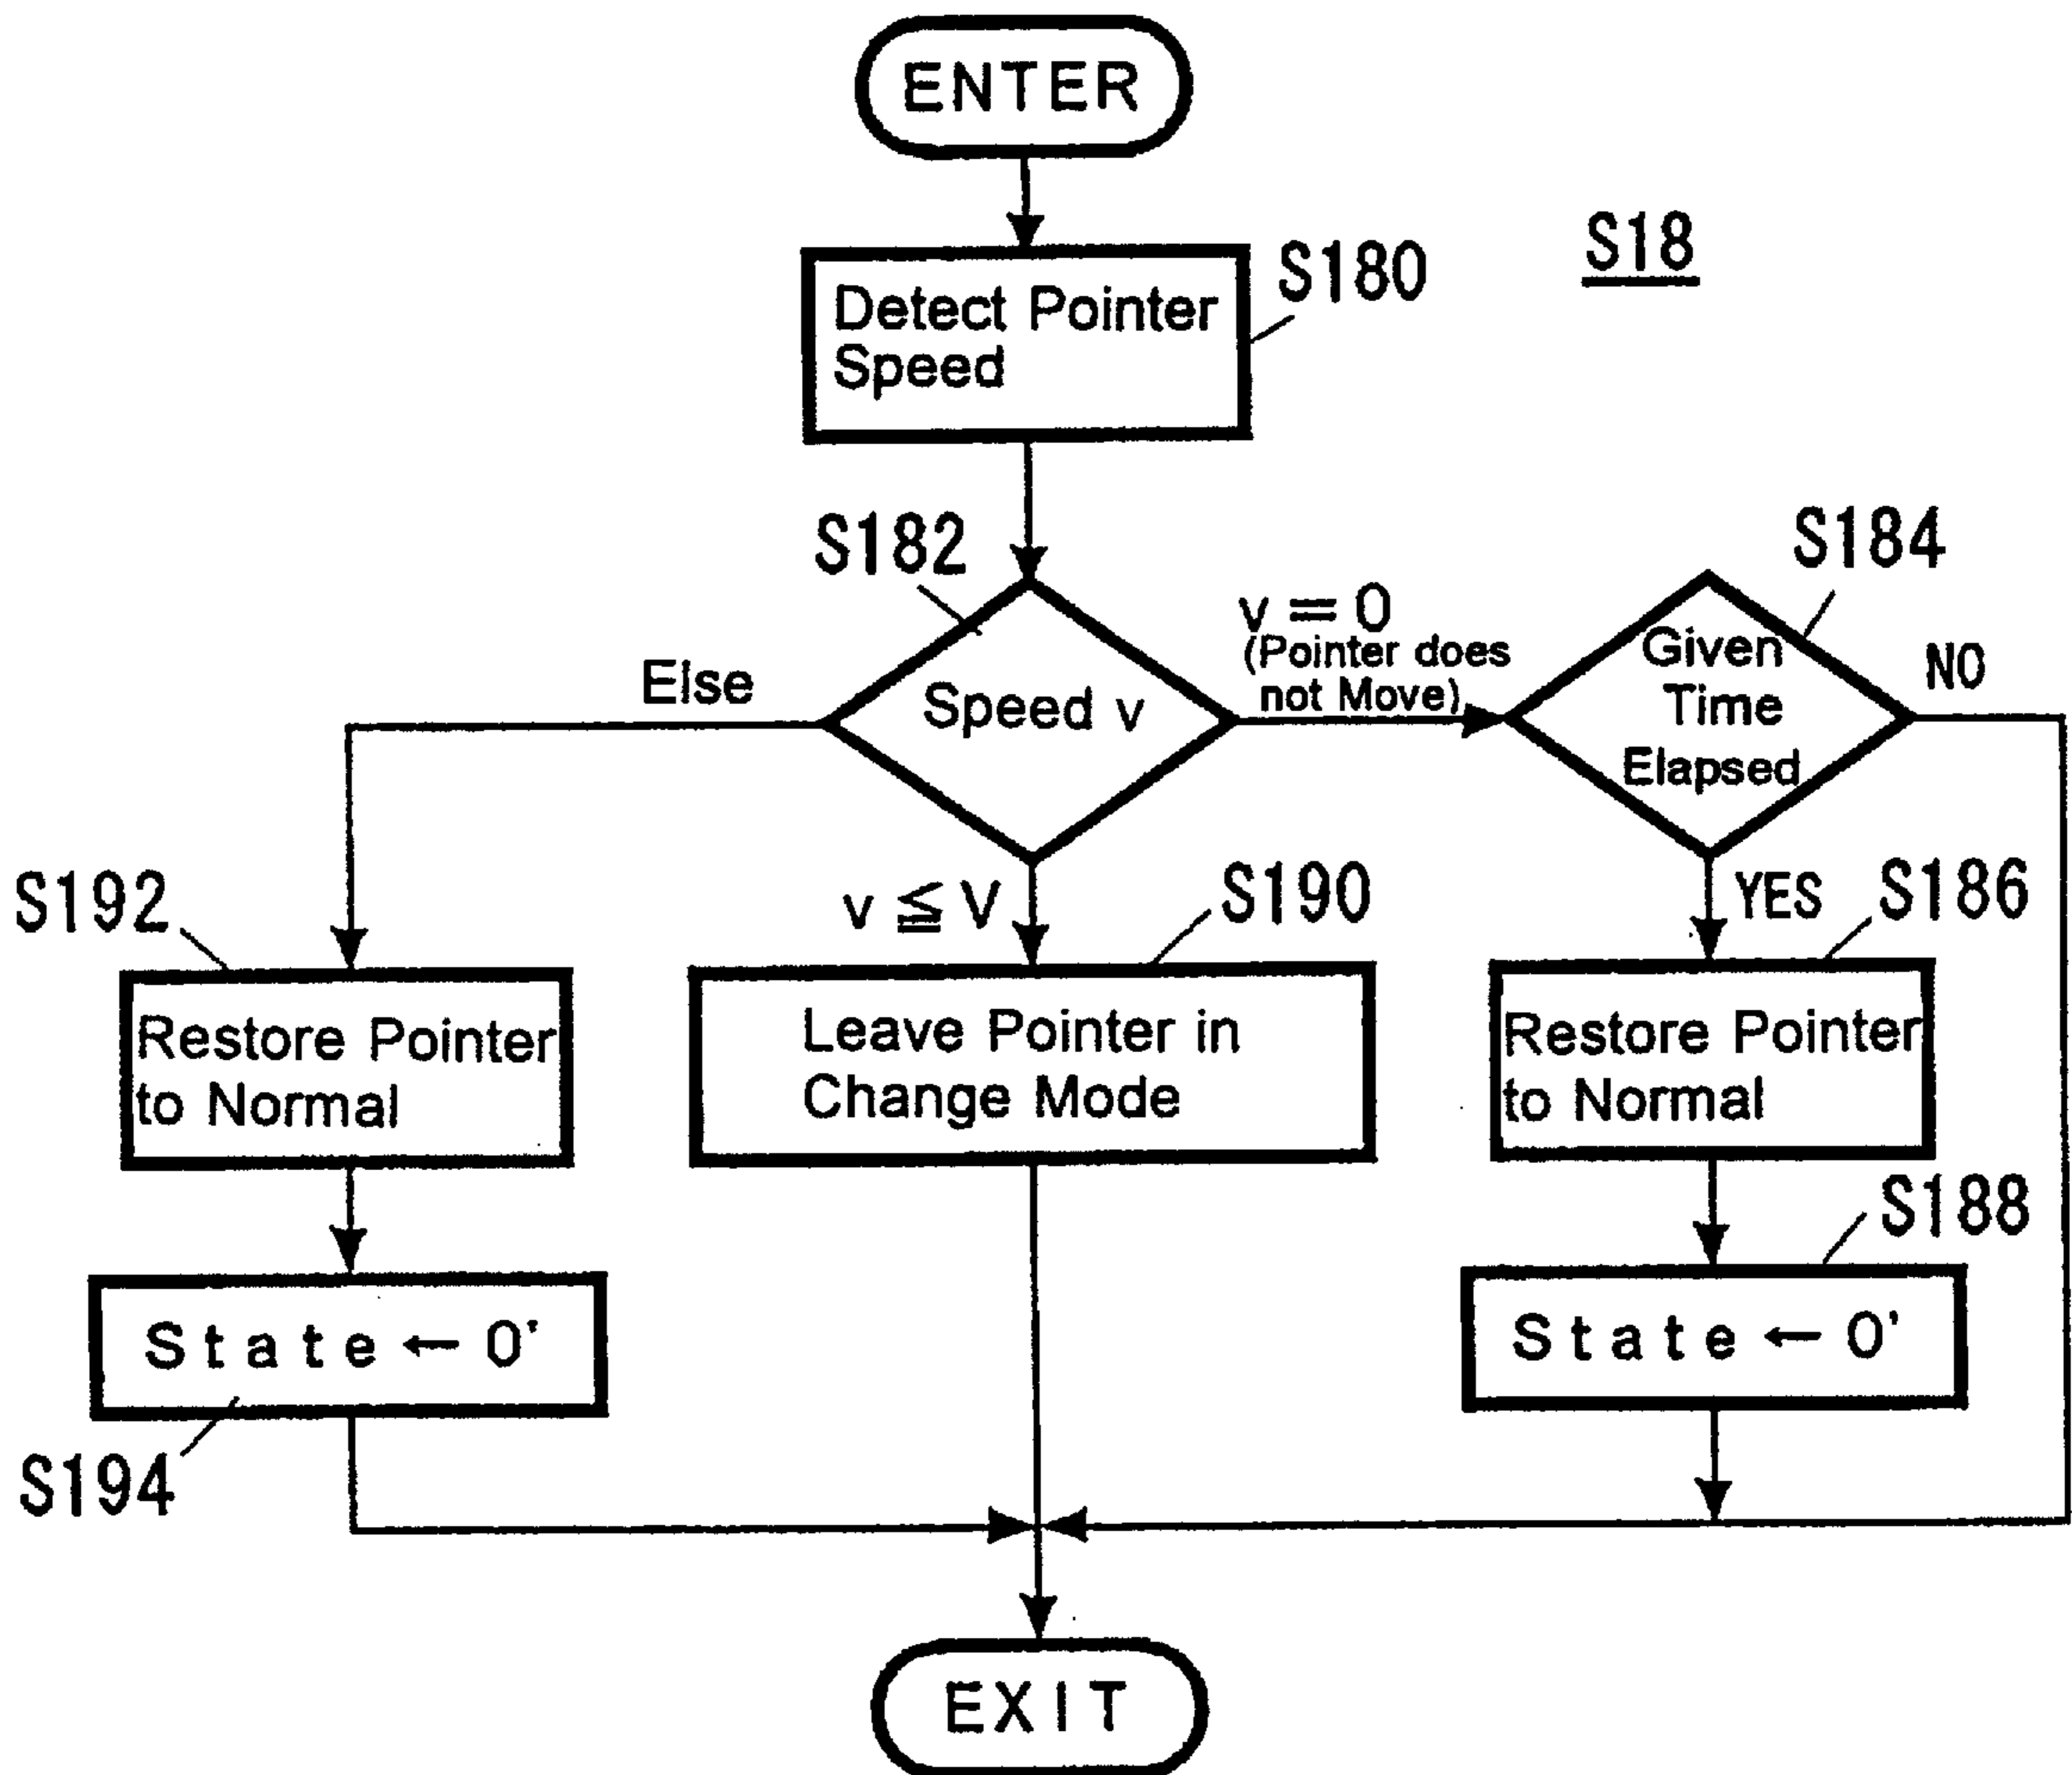 ENTER
S18
S180
Detect Pointer
Speed
S182
S184
v = 0
(Pointer does
not Move)
Given
Time
Elapsed
NO
Else
Speed v
S192
v ≦ V
S190
YES
S186
Restore Pointer
to Normal
Leave Pointer in
Change Mode
Restore Pointer
to Normal
S188
State ← 0'
State ← 0'
S194
EXIT